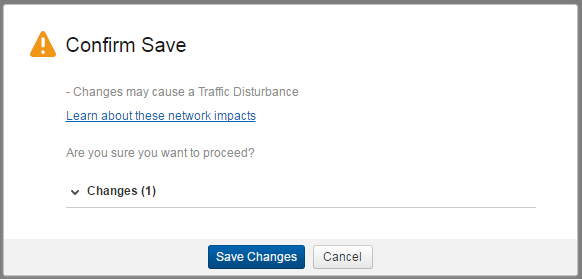 Confirm Save
- Changes may cause a Traffic Disturbance
Learn about these network impacts
Are you sure you want to proceed?
Changes (1)
Save Changes Cancel